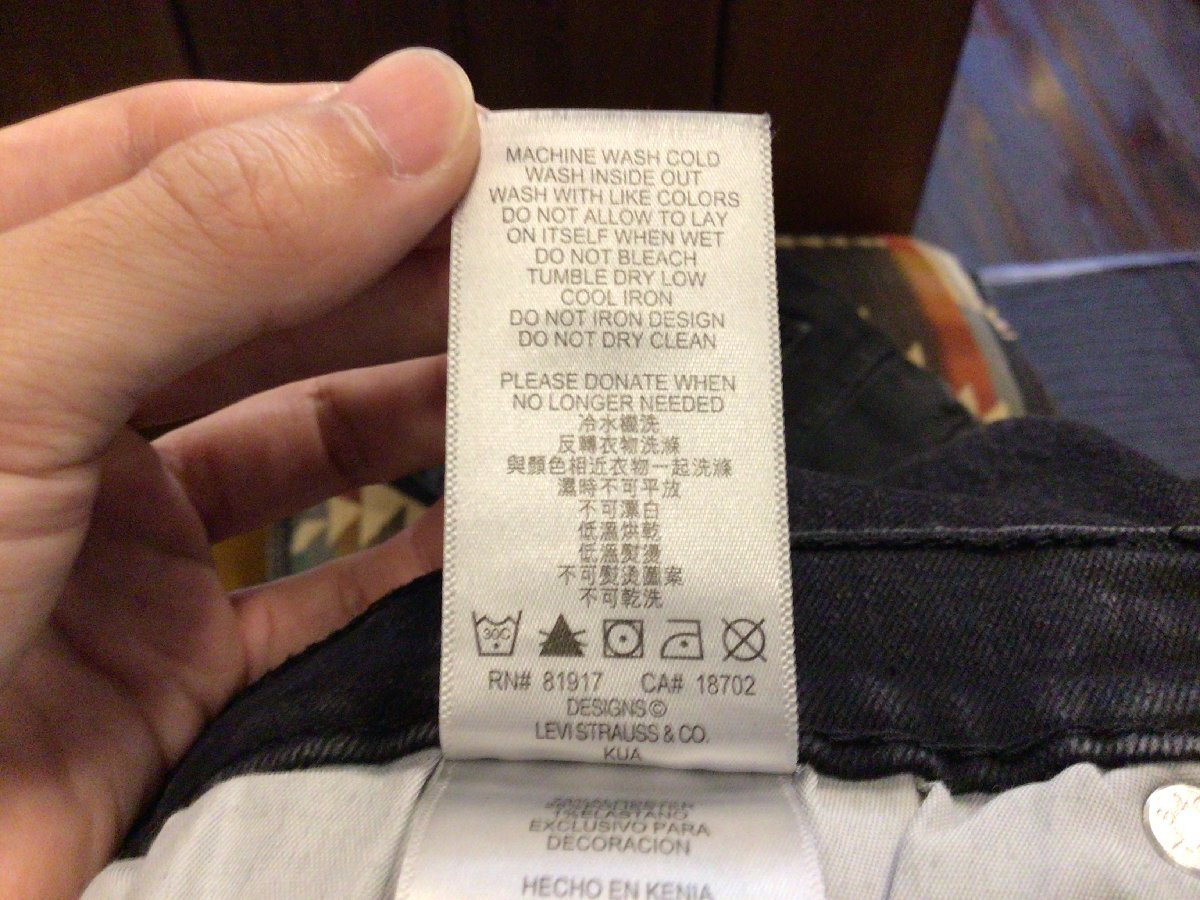 MACHINE WASH COLD
WASH INSIDE OUT
WASH WITH LIKE COLORS
DO NOT ALLOW TO LAY
ON ITSELF WHEN WET
DO NOT BLEACH
TUMBLE DRY LOW
COOL IRON
DO NOT IRON DESIGN
DO NOT DRY CLEAN
PLEASE DONATE WHEN
NO LONGER NEEDED
冷水機洗
反轉衣物洗滌
與顏色相近衣物一起洗滌
濕時不可平放
不可漂白
低溫烘乾
低溫熨燙
不可熨燙圖案
不可乾洗
30C
RN# 81917 CA# 18702
DESIGNS ©
LEVI STRAUSS & CO.
KUA
1%ELASTANO
EXCLUSIVO PARA
DECORACION
HECHO EN KENIA